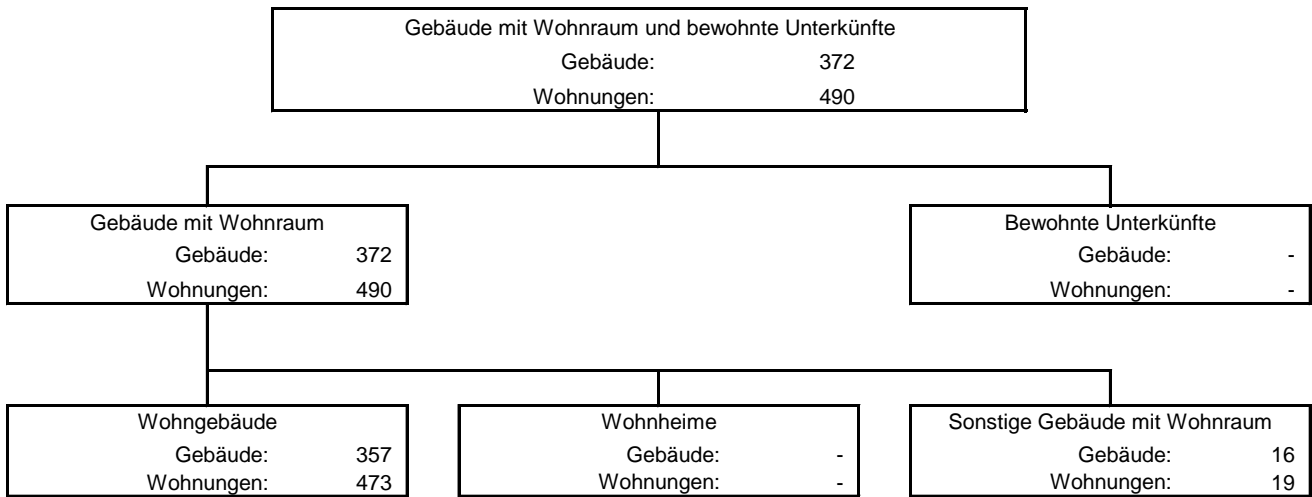 Gebäude mit Wohnraum und bewohnte Unterkünfte
Gebäude: 372
Wohnungen: 490
Gebäude mit Wohnraum
Gebäude: 372
Wohnungen: 490
Bewohnte Unterkünfte
Gebäude: -
Wohnungen: -
Wohngebäude
Gebäude: 357
Wohnungen: 473
Wohnheime
Gebäude: -
Wohnungen: -
Sonstige Gebäude mit Wohnraum
Gebäude: 16
Wohnungen: 19